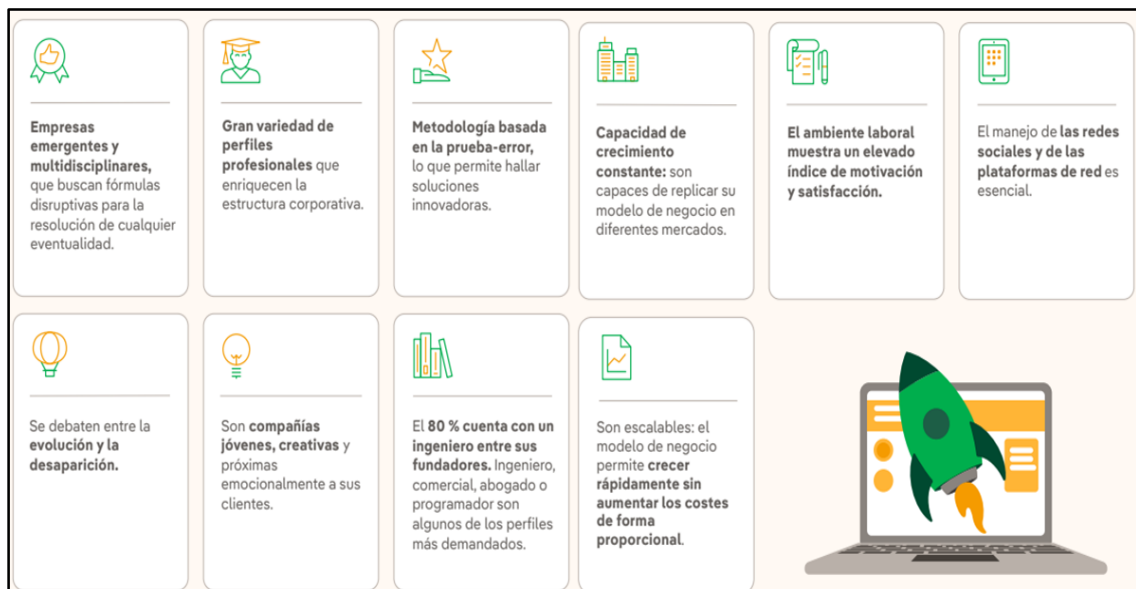 Empresas
emergentes y
multidisciplinares,
que buscan fórmulas
disruptivas para la
resolución de cualquier
eventualidad.
Gran variedad de
perfiles
profesionales que
enriquecen la
estructura corporativa.
Metodología basada
en la prueba-error,
lo que permite hallar
soluciones
innovadoras.
Capacidad de
crecimiento
constante: son
capaces de replicar su
modelo de negocio en
diferentes mercados.
El ambiente laboral
muestra un elevado
índice de motivación
y satisfacción.
El manejo de las redes
sociales y de las
plataformas de red es
esencial.
Se debaten entre la
evolución y la
desaparición.
Son compañías
jóvenes, creativas y
próximas
emocionalmente a sus
clientes.
El 80 % cuenta con un
ingeniero entre sus
fundadores. Ingeniero,
comercial, abogado o
programador son
algunos de los perfiles
más demandados.
Son escalables: el
modelo de negocio
permite crecer
rápidamente sin
aumentar los costes
de forma
proporcional.